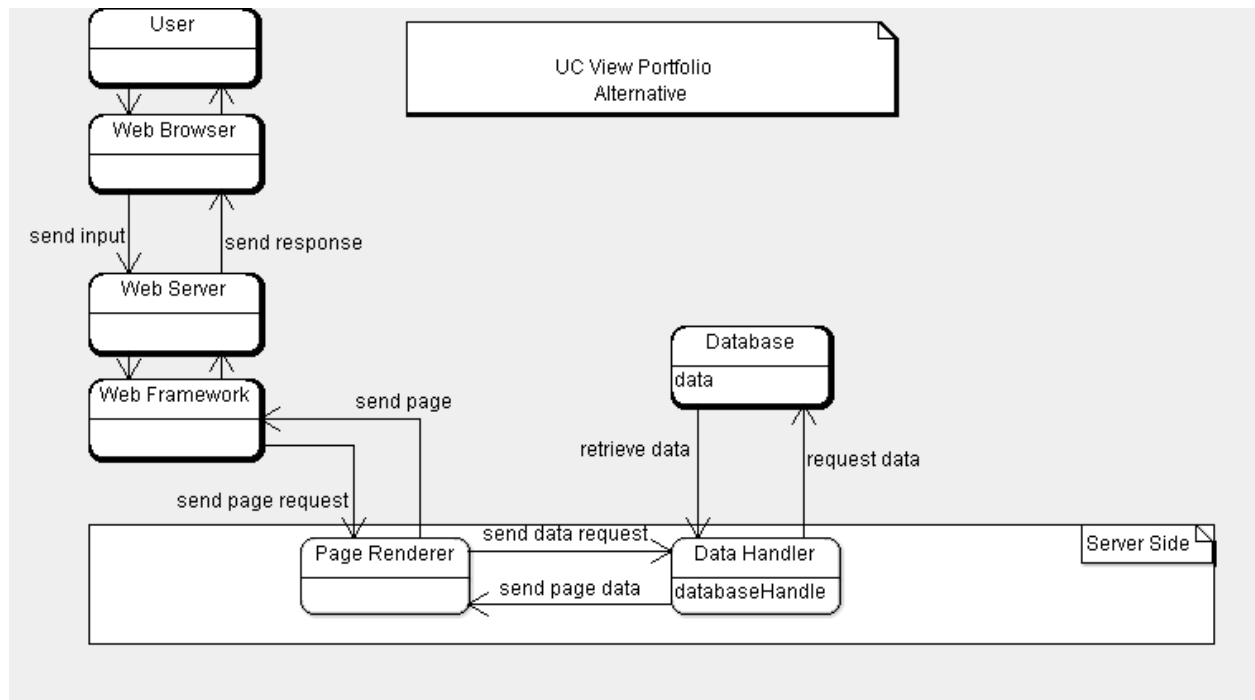 User
UC View Portfolio
Alternative
Web Browser
send input
send response
Web Server
Database
data
Web Framework
send page
retrieve data
request data
send page request
send data request
Server Side
Page Renderer
Data Handler
send page data
databaseHandle